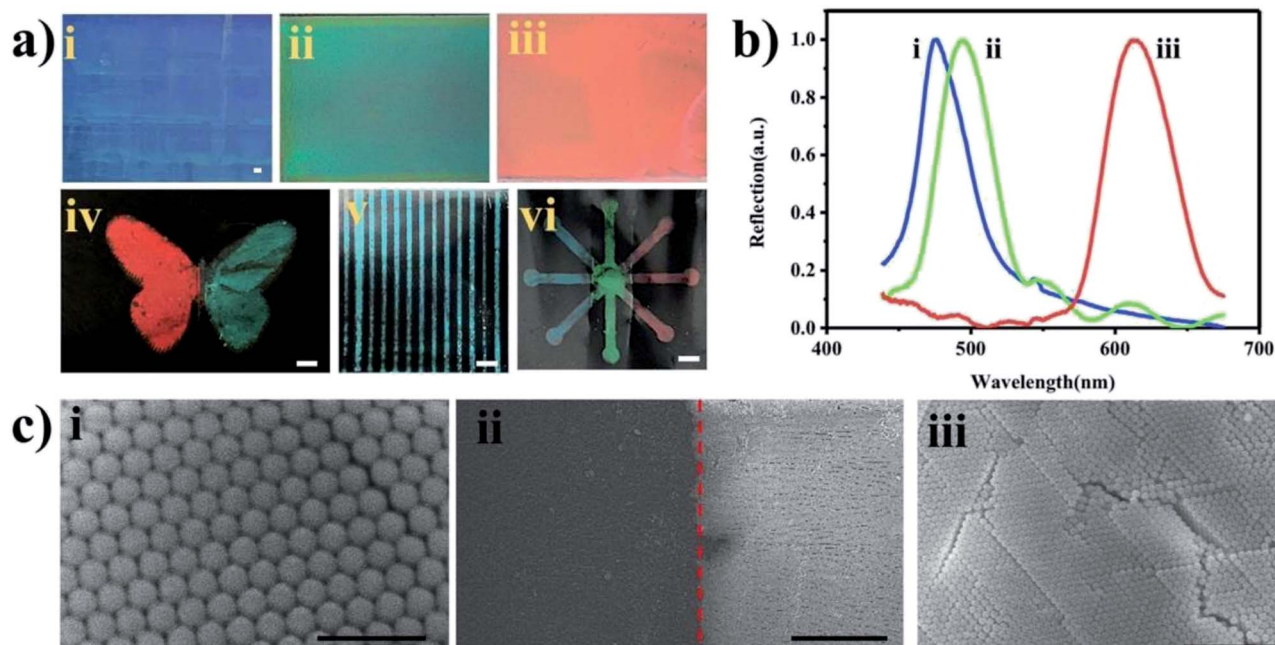 a)
i
ii
iii
iv
v
vi
b)
Reflection(a.u.)
1.0
0.8
0.6
0.4
0.2
0.0
i
ii
iii
400
500
600
700
Wavelength(nm)
c)
i
ii
iii